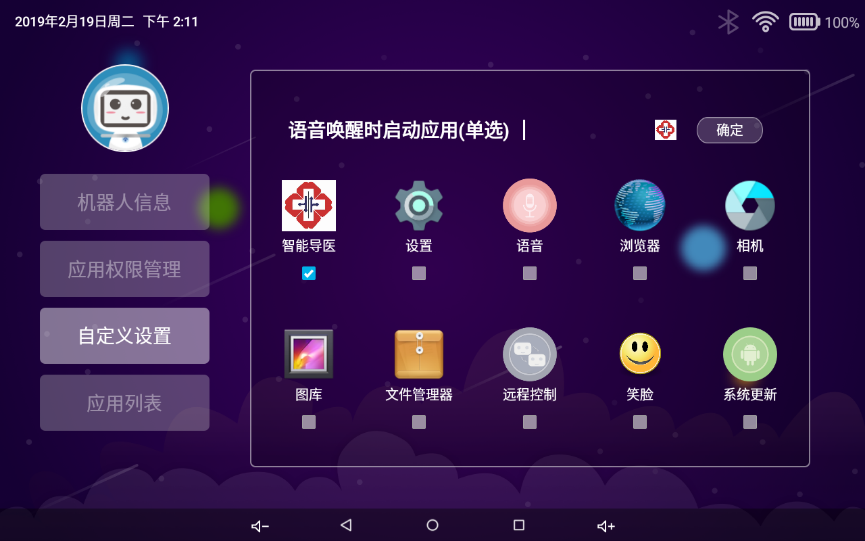 2019年2月19日周二 下午 2:11
100%
机器人信息
应用权限管理
自定义设置
应用列表
语音唤醒时启动应用(单选)
确定
智能导医
设置
语音
浏览器
相机
图库
文件管理器
远程控制
笑脸
系统更新